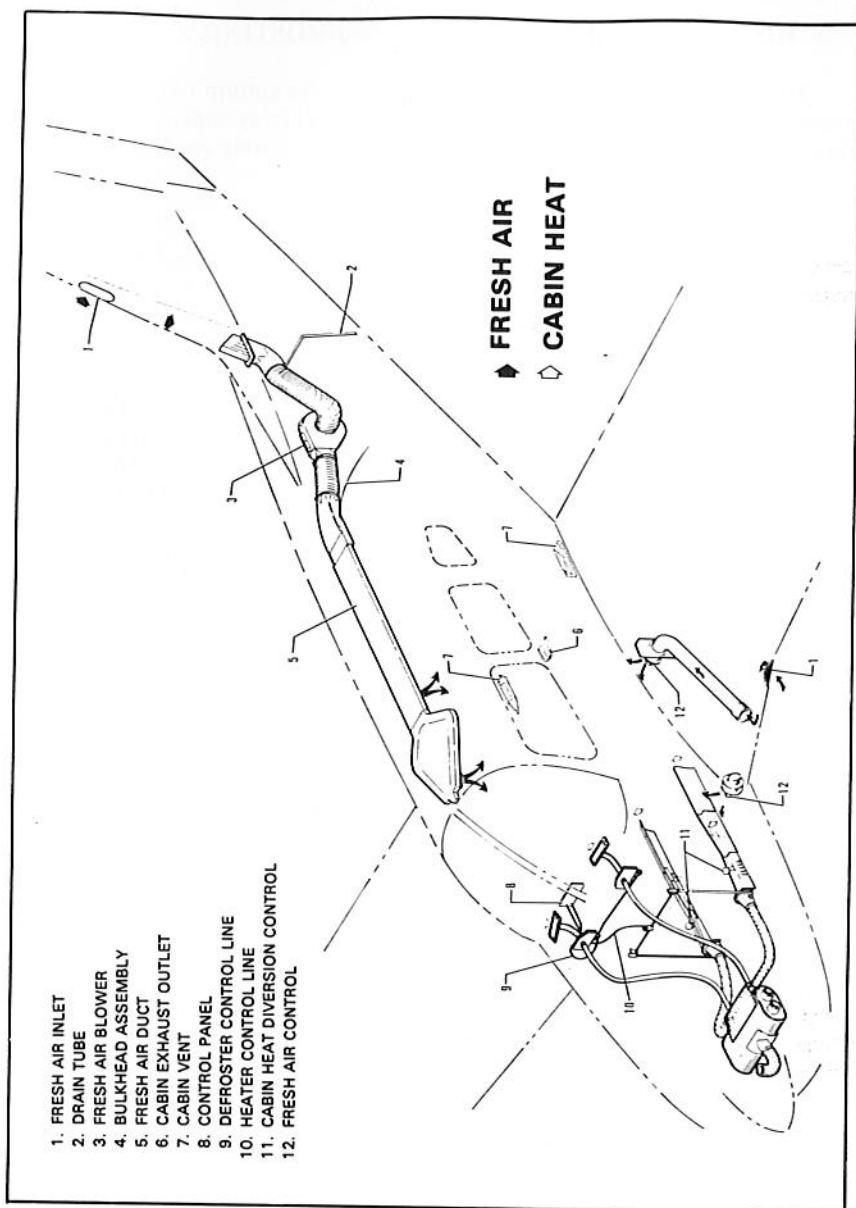 1. FRESH AIR INLET
2. DRAIN TUBE
3. FRESH AIR BLOWER
4. BULKHEAD ASSEMBLY
5. FRESH AIR DUCT
6. CABIN EXHAUST OUTLET
7. CABIN VENT
8. CONTROL PANEL
9. DEFROSTER CONTROL LINE
10. HEATER CONTROL LINE
11. CABIN HEAT DIVERSION CONTROL
12. FRESH AIR CONTROL
1
2
3
4
5
7
6
7
12
1
8
9
10
11
12
FRESH AIR
CABIN HEAT